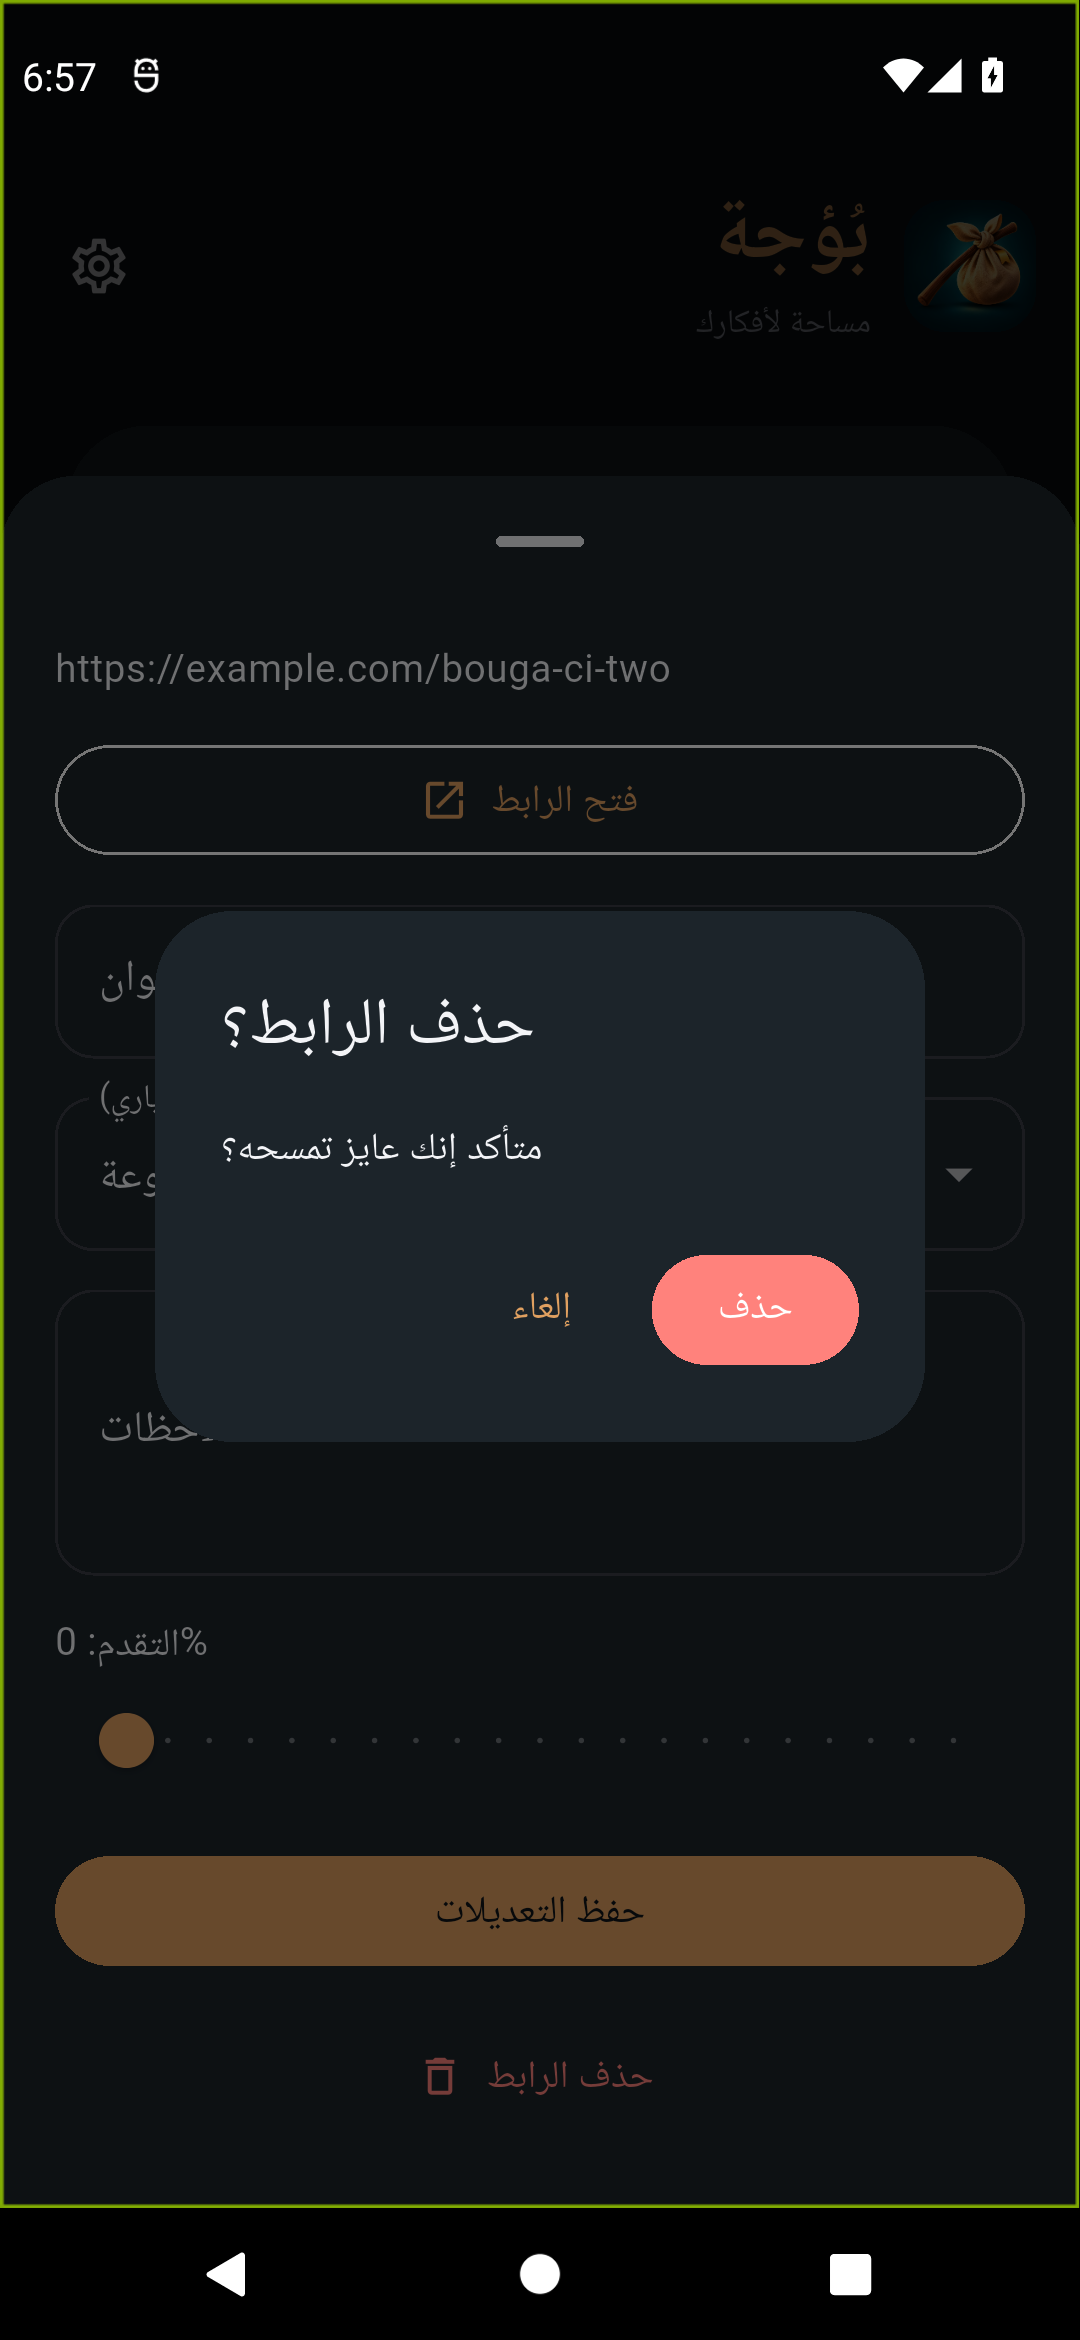 6:57
بُؤجة
مساحة لأفكارك
https://example.com/bouga-ci-two
فتح الرابط
حذف الرابط؟
متأكد إنك عايز تمسحه؟
إلغاء
حذف
التقدم: 0%
حفظ التعديلات
حذف الرابط